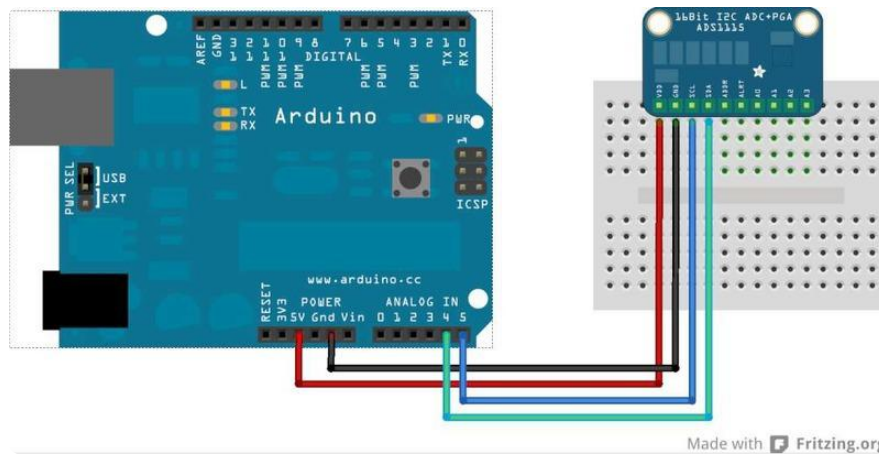 16Bit I2C ADC+PGA
ADS1115
VDD GND SCL SDA ADDR ALRT A0 A1 A2 A3
AREF
GND
13
12
11
10
9
8
7
6
5
4
3
2
1
0
PWM
PWM
PWM
PWM
PWM
PWM
TX
RX
DIGITAL
L
TX
RX
Arduino
PWR
1
ICSP
PWR SEL
USB
EXT
www.arduino.cc
POWER
ANALOG IN
RESET
3V3
5V Gnd Vin
0 1 2 3 4 5
Made with Fritzing.org